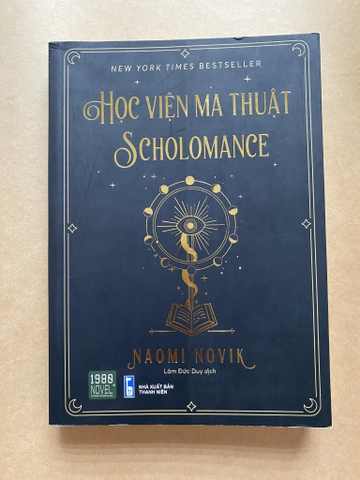 NEW YORK TIMES BESTSELLER
HỌC VIỆN MA THUẬT
SCHOLOMANCE
NAOMI NOVIK
Lâm Đức Duy dịch
1980
NOVEL
NHÀ XUẤT BẢN
THANH NIÊN